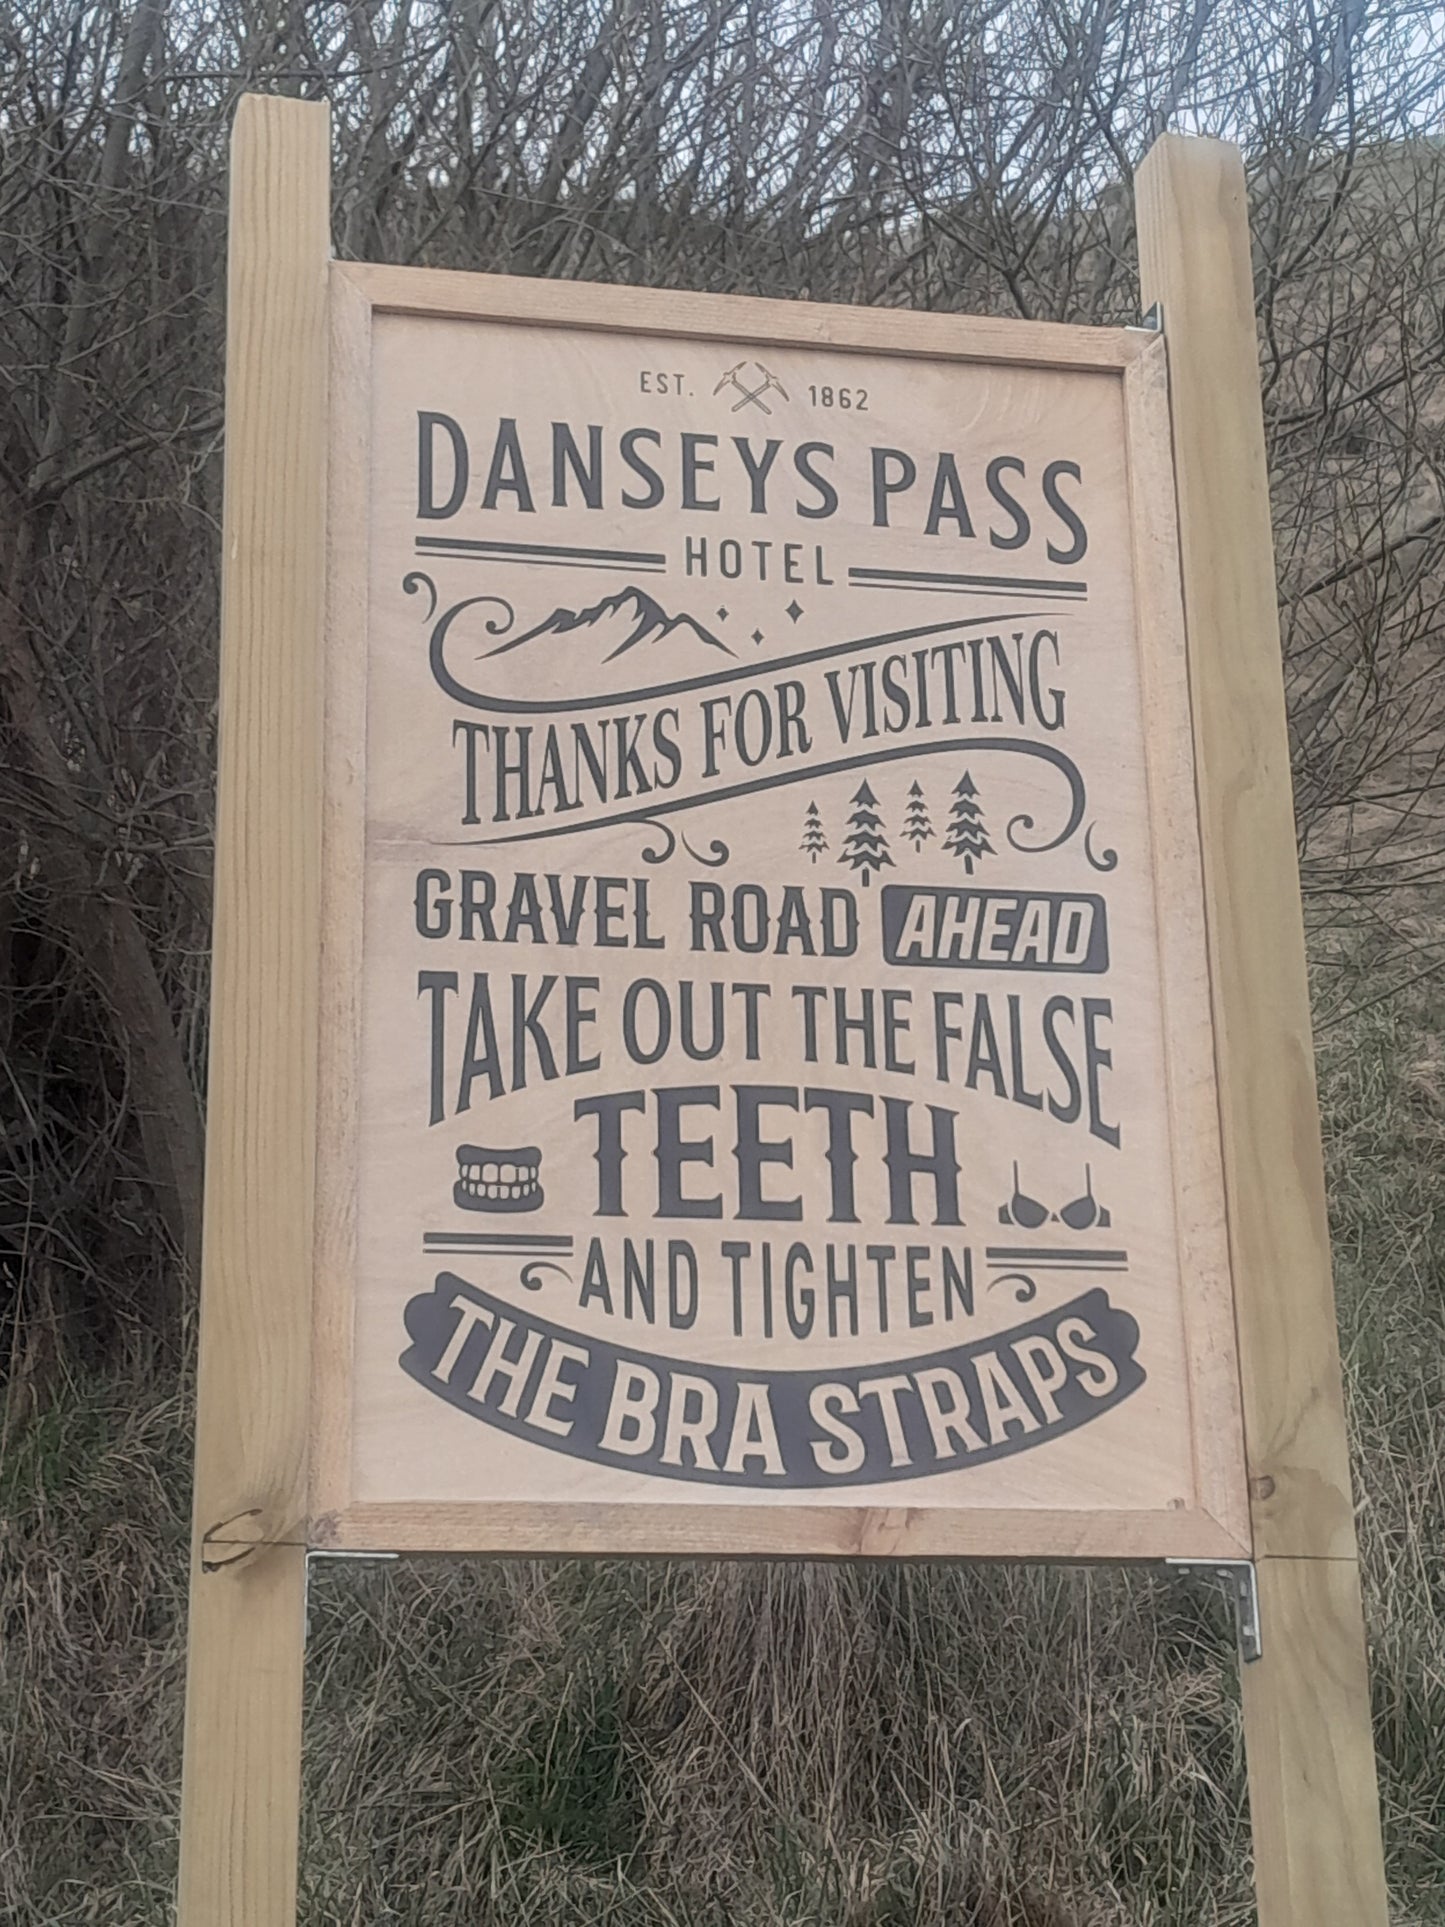 EST. 1862
DANSEYS PASS
HOTEL
THANKS FOR VISITING
GRAVEL ROAD AHEAD
TAKE OUT THE FALSE
TEETH
AND TIGHTEN
THE BRA STRAPS